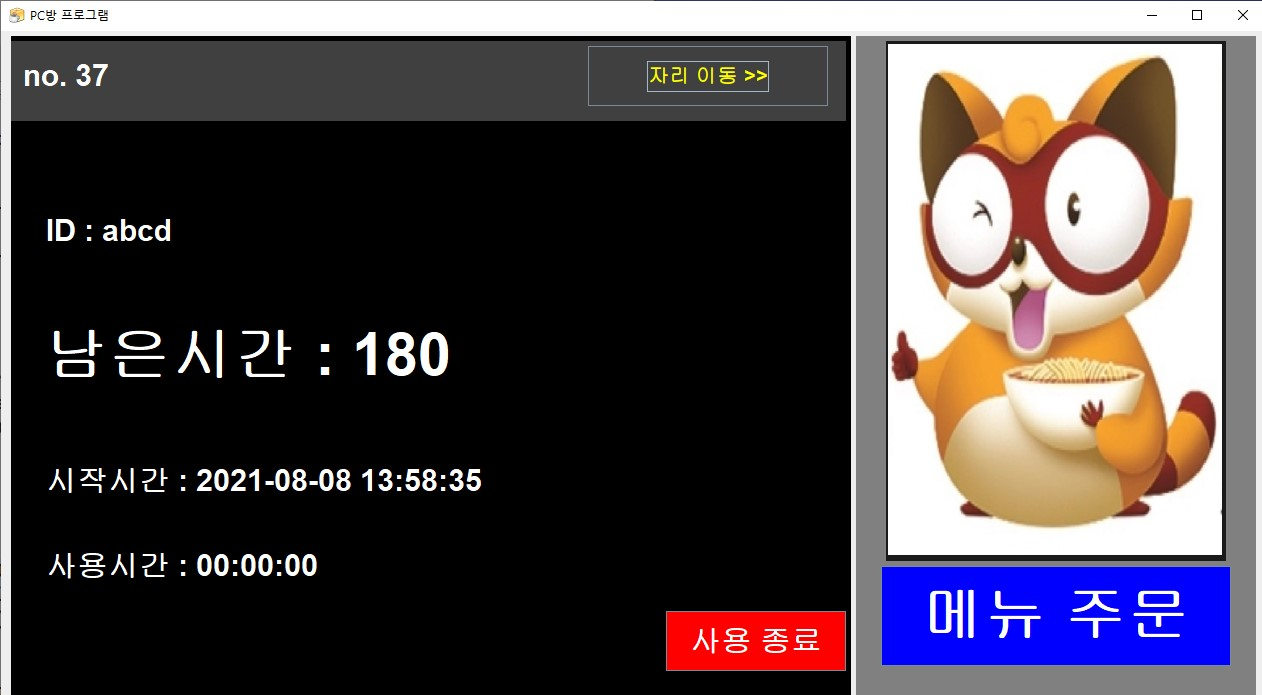 PC방 프로그램
no. 37
자리 이동 >>
ID : abcd
남은시간 : 180
시작시간 : 2021-08-08 13:58:35
사용시간 : 00:00:00
사용 종료
메뉴 주문